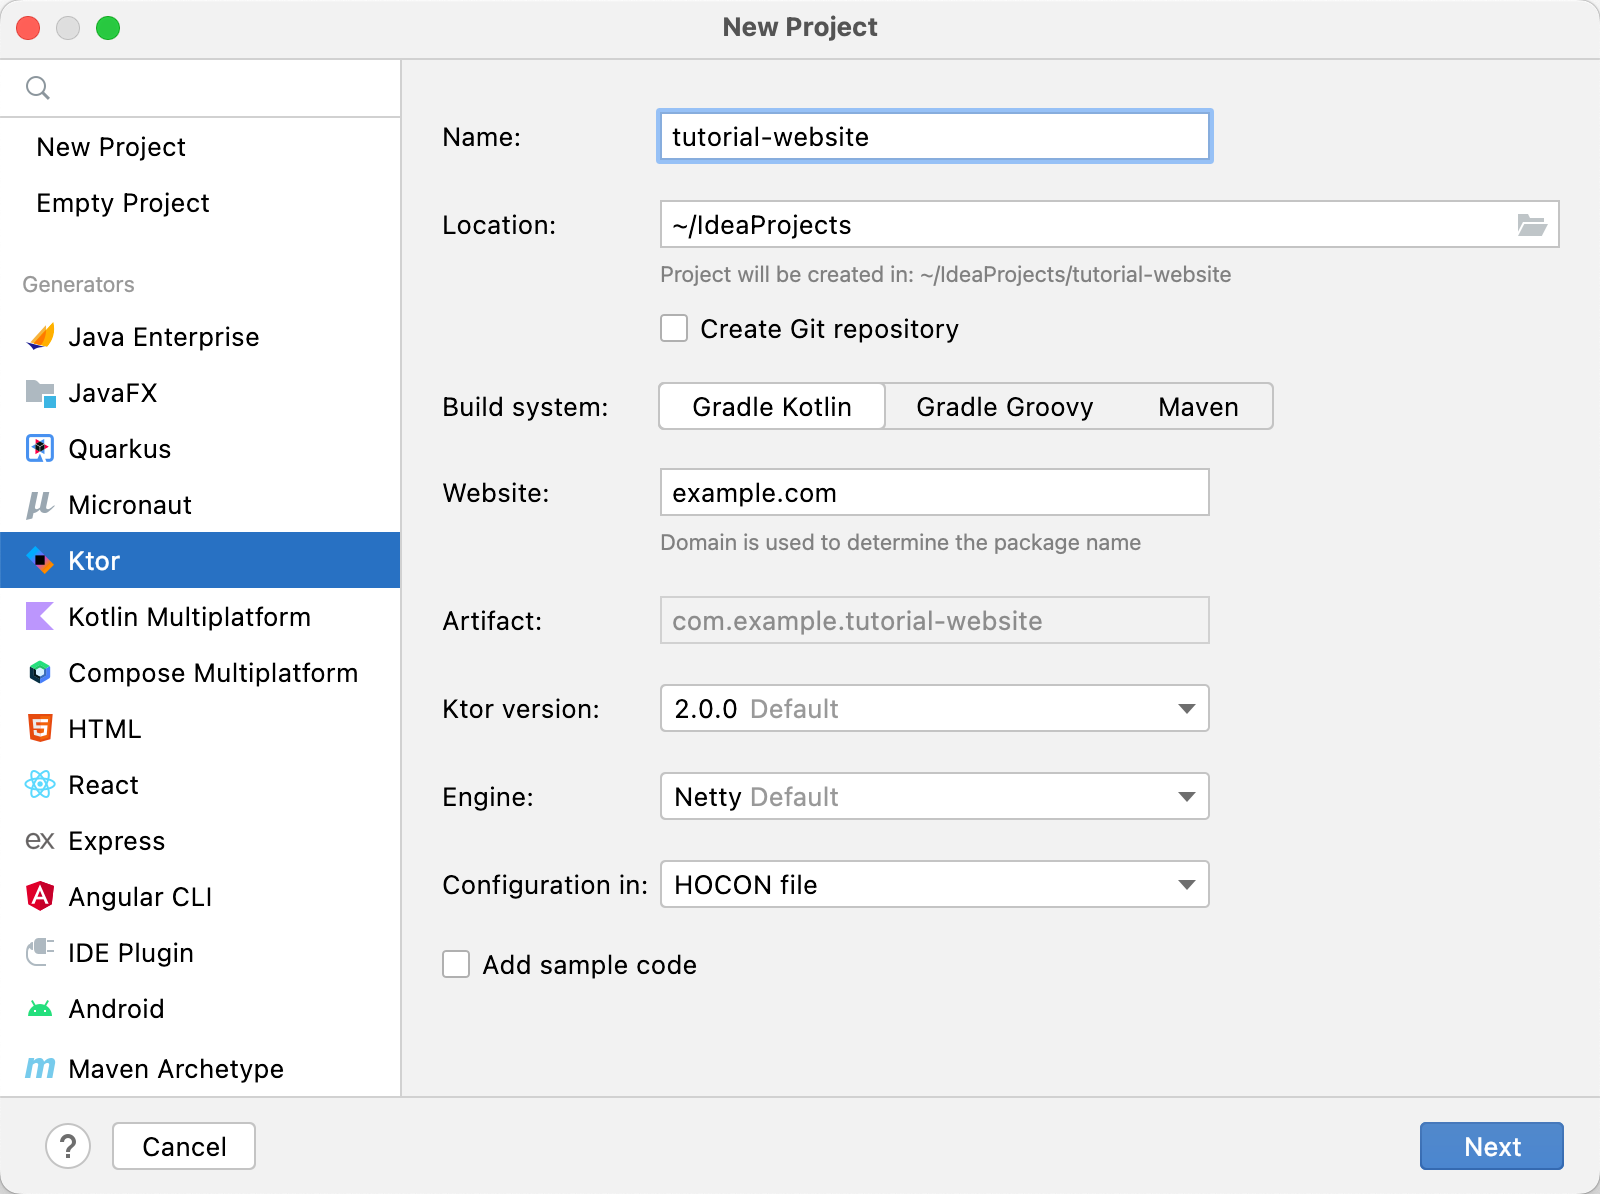 New Project
New Project
Empty Project
Generators
Java Enterprise
JavaFX
Quarkus
μ Micronaut
Ktor
Kotlin Multiplatform
Compose Multiplatform
5 HTML
React
ex Express
A Angular CLI
IDE Plugin
Android
m Maven Archetype
Name: tutorial-website
Location: ~/IdeaProjects
Project will be created in: ~/IdeaProjects/tutorial-website
Create Git repository
Build system: Gradle Kotlin Gradle Groovy Maven
Website: example.com
Domain is used to determine the package name
Artifact: com.example.tutorial-website
Ktor version: 2.0.0 Default
Engine: Netty Default
Configuration in: HOCON file
Add sample code
? Cancel Next